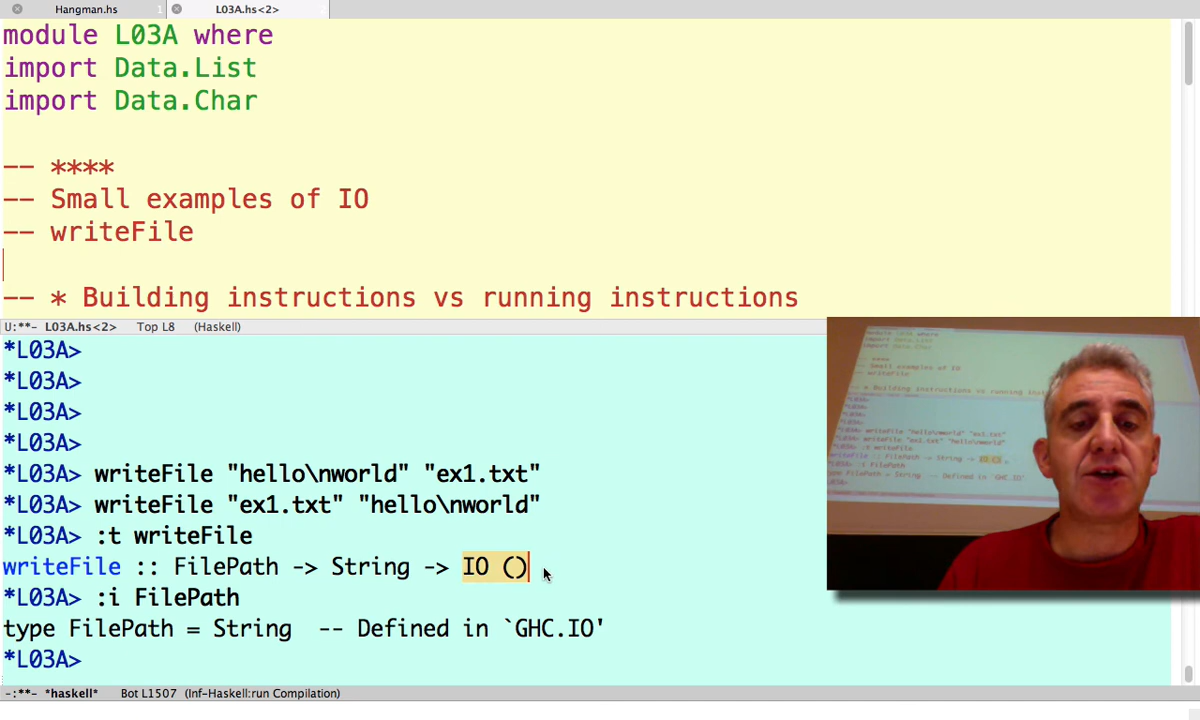 Hangman.hs 1 L03A.hs<2>
module L03A where
import Data.List
import Data.Char
-- ****
-- Small examples of IO
-- writeFile
-- * Building instructions vs running instructions
U:**- L03A.hs<2> Top L8 (Haskell)
*L03A>
*L03A>
*L03A>
*L03A>
*L03A> writeFile "hello\nworld" "ex1.txt"
*L03A> writeFile "ex1.txt" "hello\nworld"
*L03A> :t writeFile
writeFile :: FilePath -> String -> IO ()
*L03A> :i FilePath
type FilePath = String -- Defined in `GHC.IO'
*L03A>
-:**- *haskell* Bot L1507 (Inf-Haskell:run Compilation)